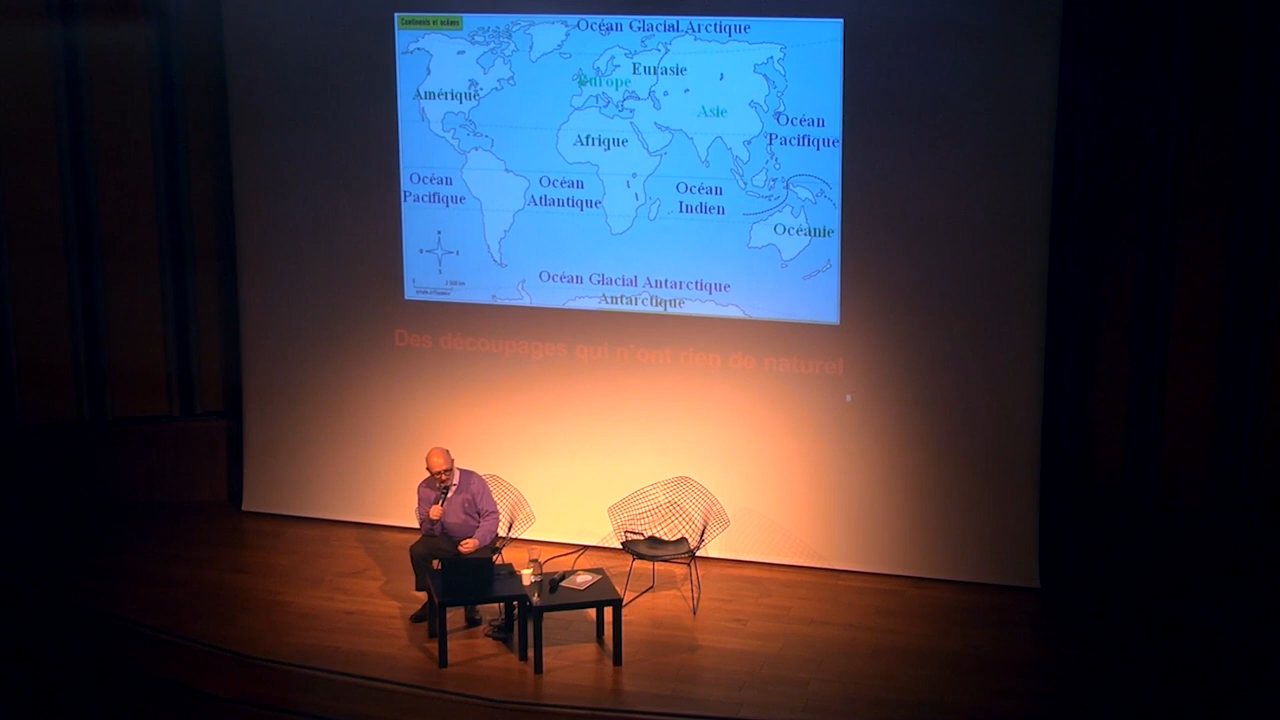 Continents et océans
Océan Glacial Arctique
Eurasie
Europe
Amérique
Asie
Océan
Pacifique
Afrique
Océan
Pacifique
Océan
Atlantique
Océan
Indien
Océanie
N
S
Océan Glacial Antarctique
Antarctique
Des découpages qui n'ont rien de naturel